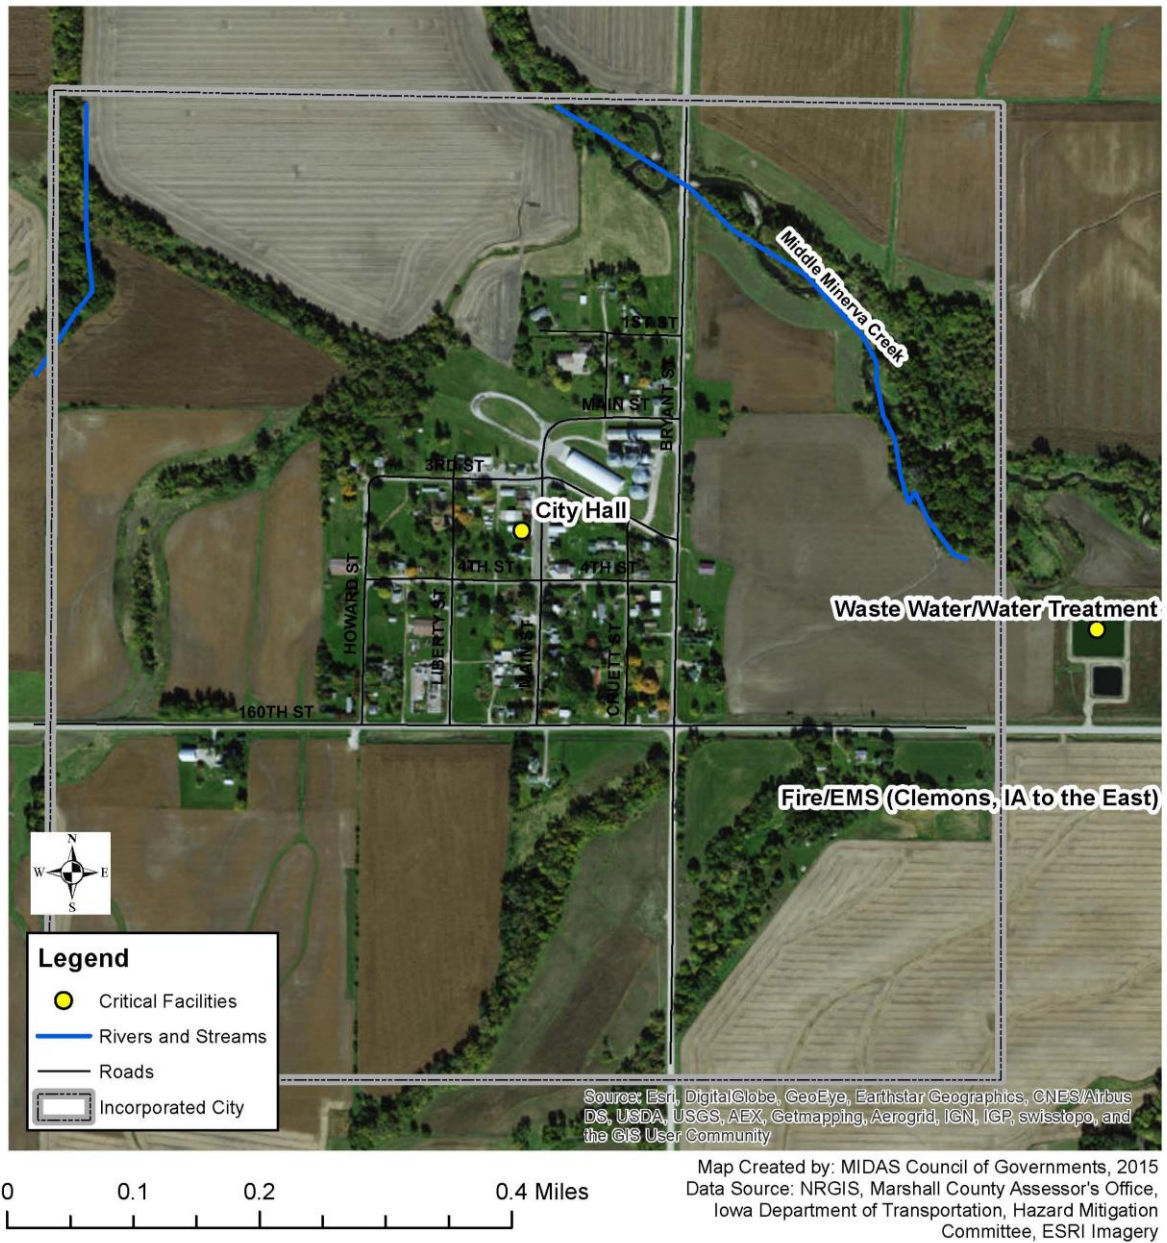 Middle Minerva Creek
1ST ST
MAIN ST
BRYANT ST
3RD ST
City Hall
4TH ST
4TH ST
HOWARD ST
LIBERTY ST
MAIN ST
CRUETT ST
Waste Water/Water Treatment
160TH ST
Fire/EMS (Clemons, IA to the East)
N
W E
S
Legend
Critical Facilities
Rivers and Streams
Roads
Incorporated City
Source: Esri, DigitalGlobe, GeoEye, Earthstar Geographics, CNES/Airbus
DS, USDA, USGS, AEX, Getmapping, Aerogrid, IGN, IGP, swisstopo, and
the GIS User Community
0 0.1 0.2 0.4 Miles
Map Created by: MIDAS Council of Governments, 2015
Data Source: NRGIS, Marshall County Assessor's Office,
Iowa Department of Transportation, Hazard Mitigation
Committee, ESRI Imagery